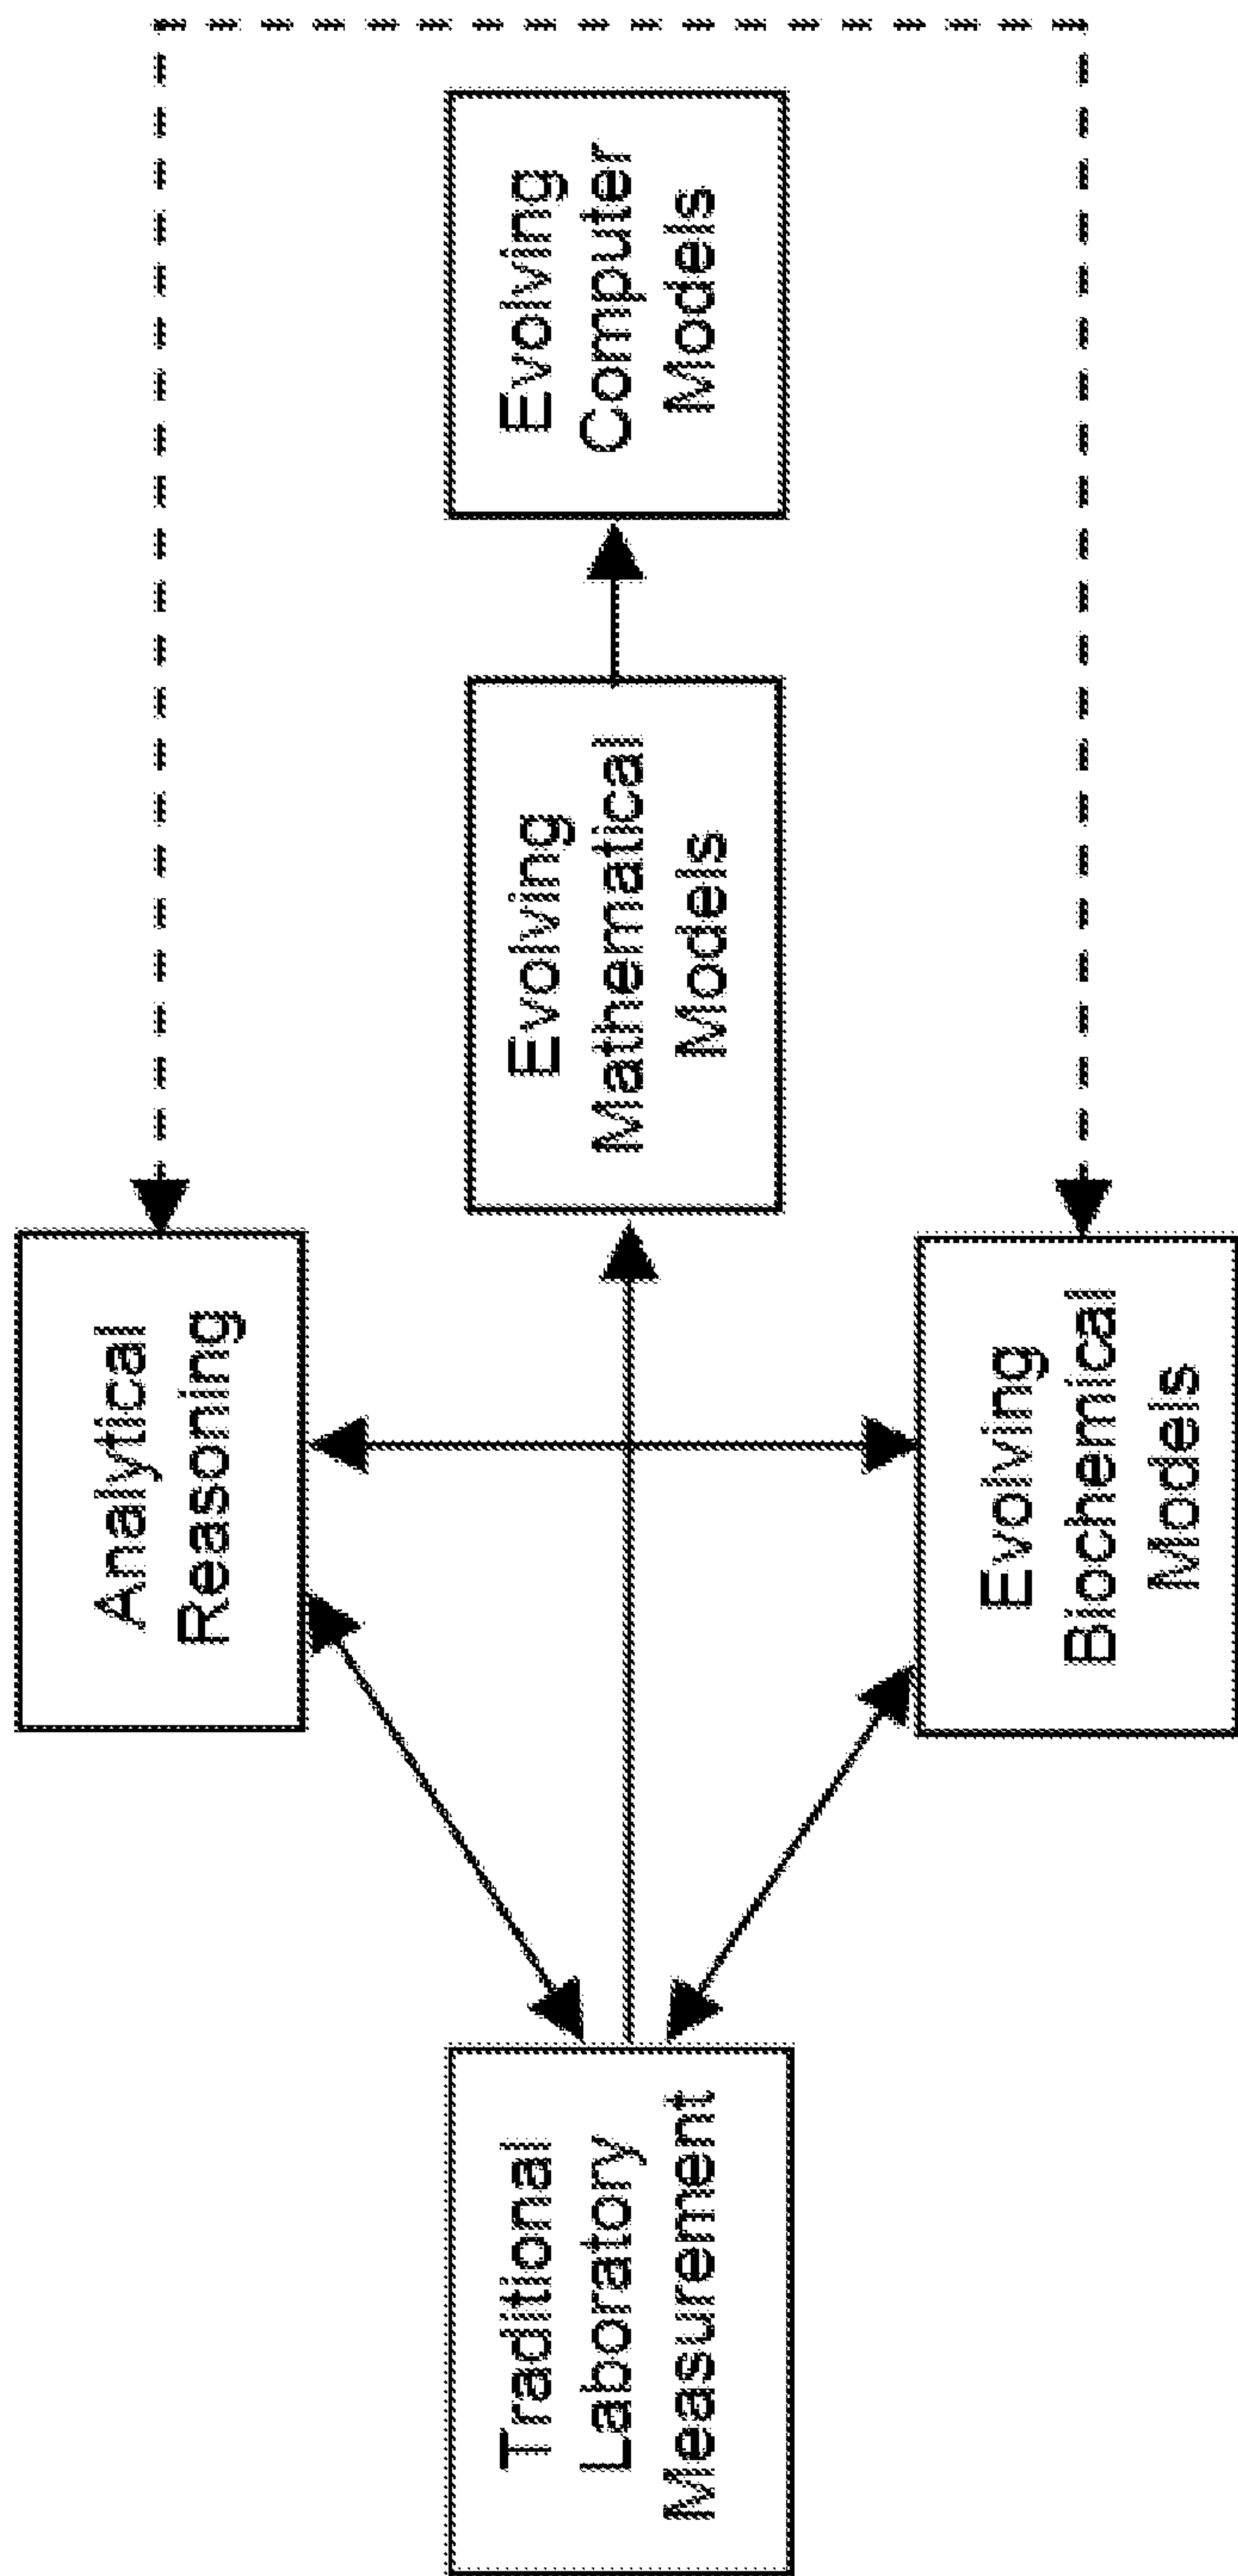 Analytical
Reasoning
Traditional
Laboratory
Measurement
Evolving
Mathematical
Models
Evolving
Computer
Models
Evolving
Biochemical
Models